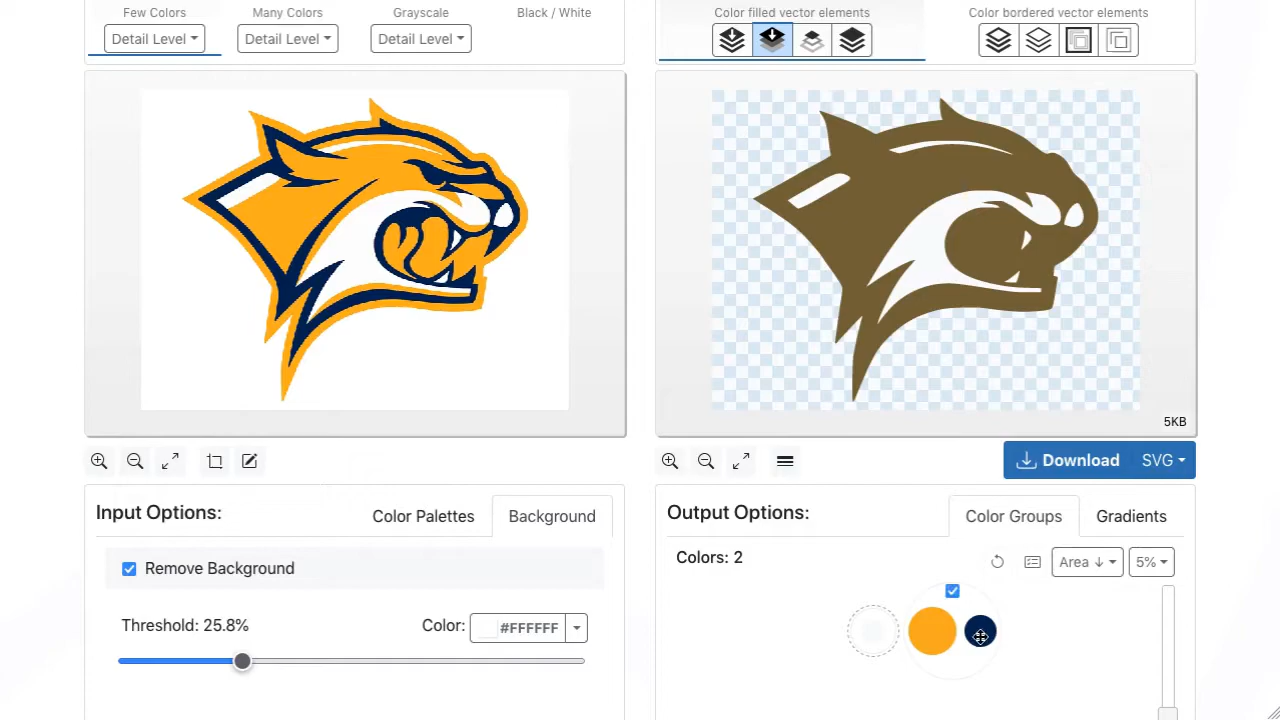 Few Colors Many Colors Grayscale Black / White
Detail Level Detail Level Detail Level
Color filled vector elements Color bordered vector elements
5KB
Download SVG
Input Options: Color Palettes Background
Remove Background
Threshold: 25.8% Color: #FFFFFF
Output Options: Color Groups Gradients
Colors: 2 Area ↓ 5%